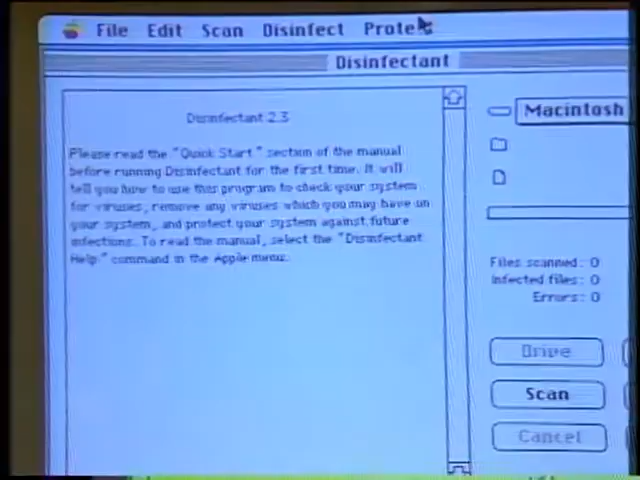 File Edit Scan Disinfect Prote
Disinfectant
Disinfectant 2.3
Please read the "Quick Start" section of the manual
before running Disinfectant for the first time. It will
tell you how to use this program to check your system
for viruses, remove any viruses which you may have on
your system, and protect your system against future
infections. To read the manual, select the "Disinfectant
Help." command in the Apple menu.
Macintosh
Files scanned: 0
Infected files: 0
Errors: 0
Drive
Scan
Cancel